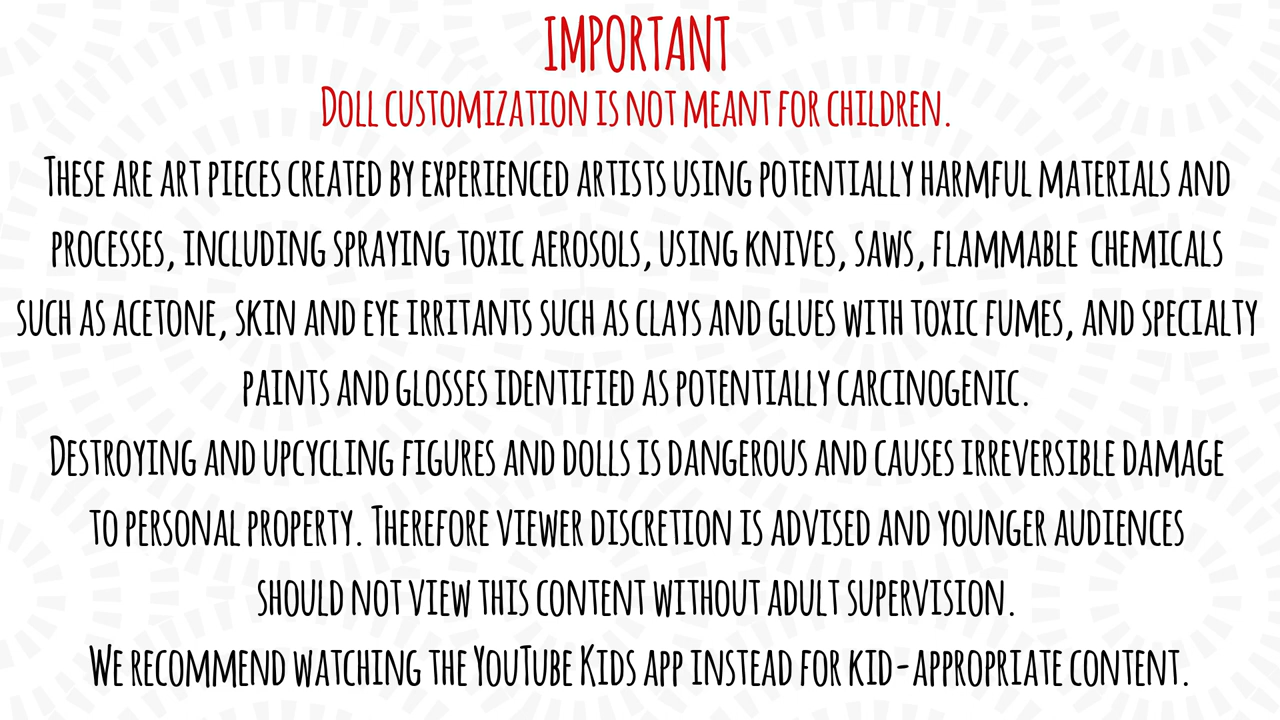 IMPORTANT
DOLL CUSTOMIZATION IS NOT MEANT FOR CHILDREN.
THESE ARE ART PIECES CREATED BY EXPERIENCED ARTISTS USING POTENTIALLY HARMFUL MATERIALS AND
PROCESSES, INCLUDING SPRAYING TOXIC AEROSOLS, USING KNIVES, SAWS, FLAMMABLE CHEMICALS
SUCH AS ACETONE, SKIN AND EYE IRRITANTS SUCH AS CLAYS AND GLUES WITH TOXIC FUMES, AND SPECIALTY
PAINTS AND GLOSSES IDENTIFIED AS POTENTIALLY CARCINOGENIC.
DESTROYING AND UPCYCLING FIGURES AND DOLLS IS DANGEROUS AND CAUSES IRREVERSIBLE DAMAGE
TO PERSONAL PROPERTY. THEREFORE VIEWER DISCRETION IS ADVISED AND YOUNGER AUDIENCES
SHOULD NOT VIEW THIS CONTENT WITHOUT ADULT SUPERVISION.
WE RECOMMEND WATCHING THE YOUTUBE KIDS APP INSTEAD FOR KID-APPROPRIATE CONTENT.